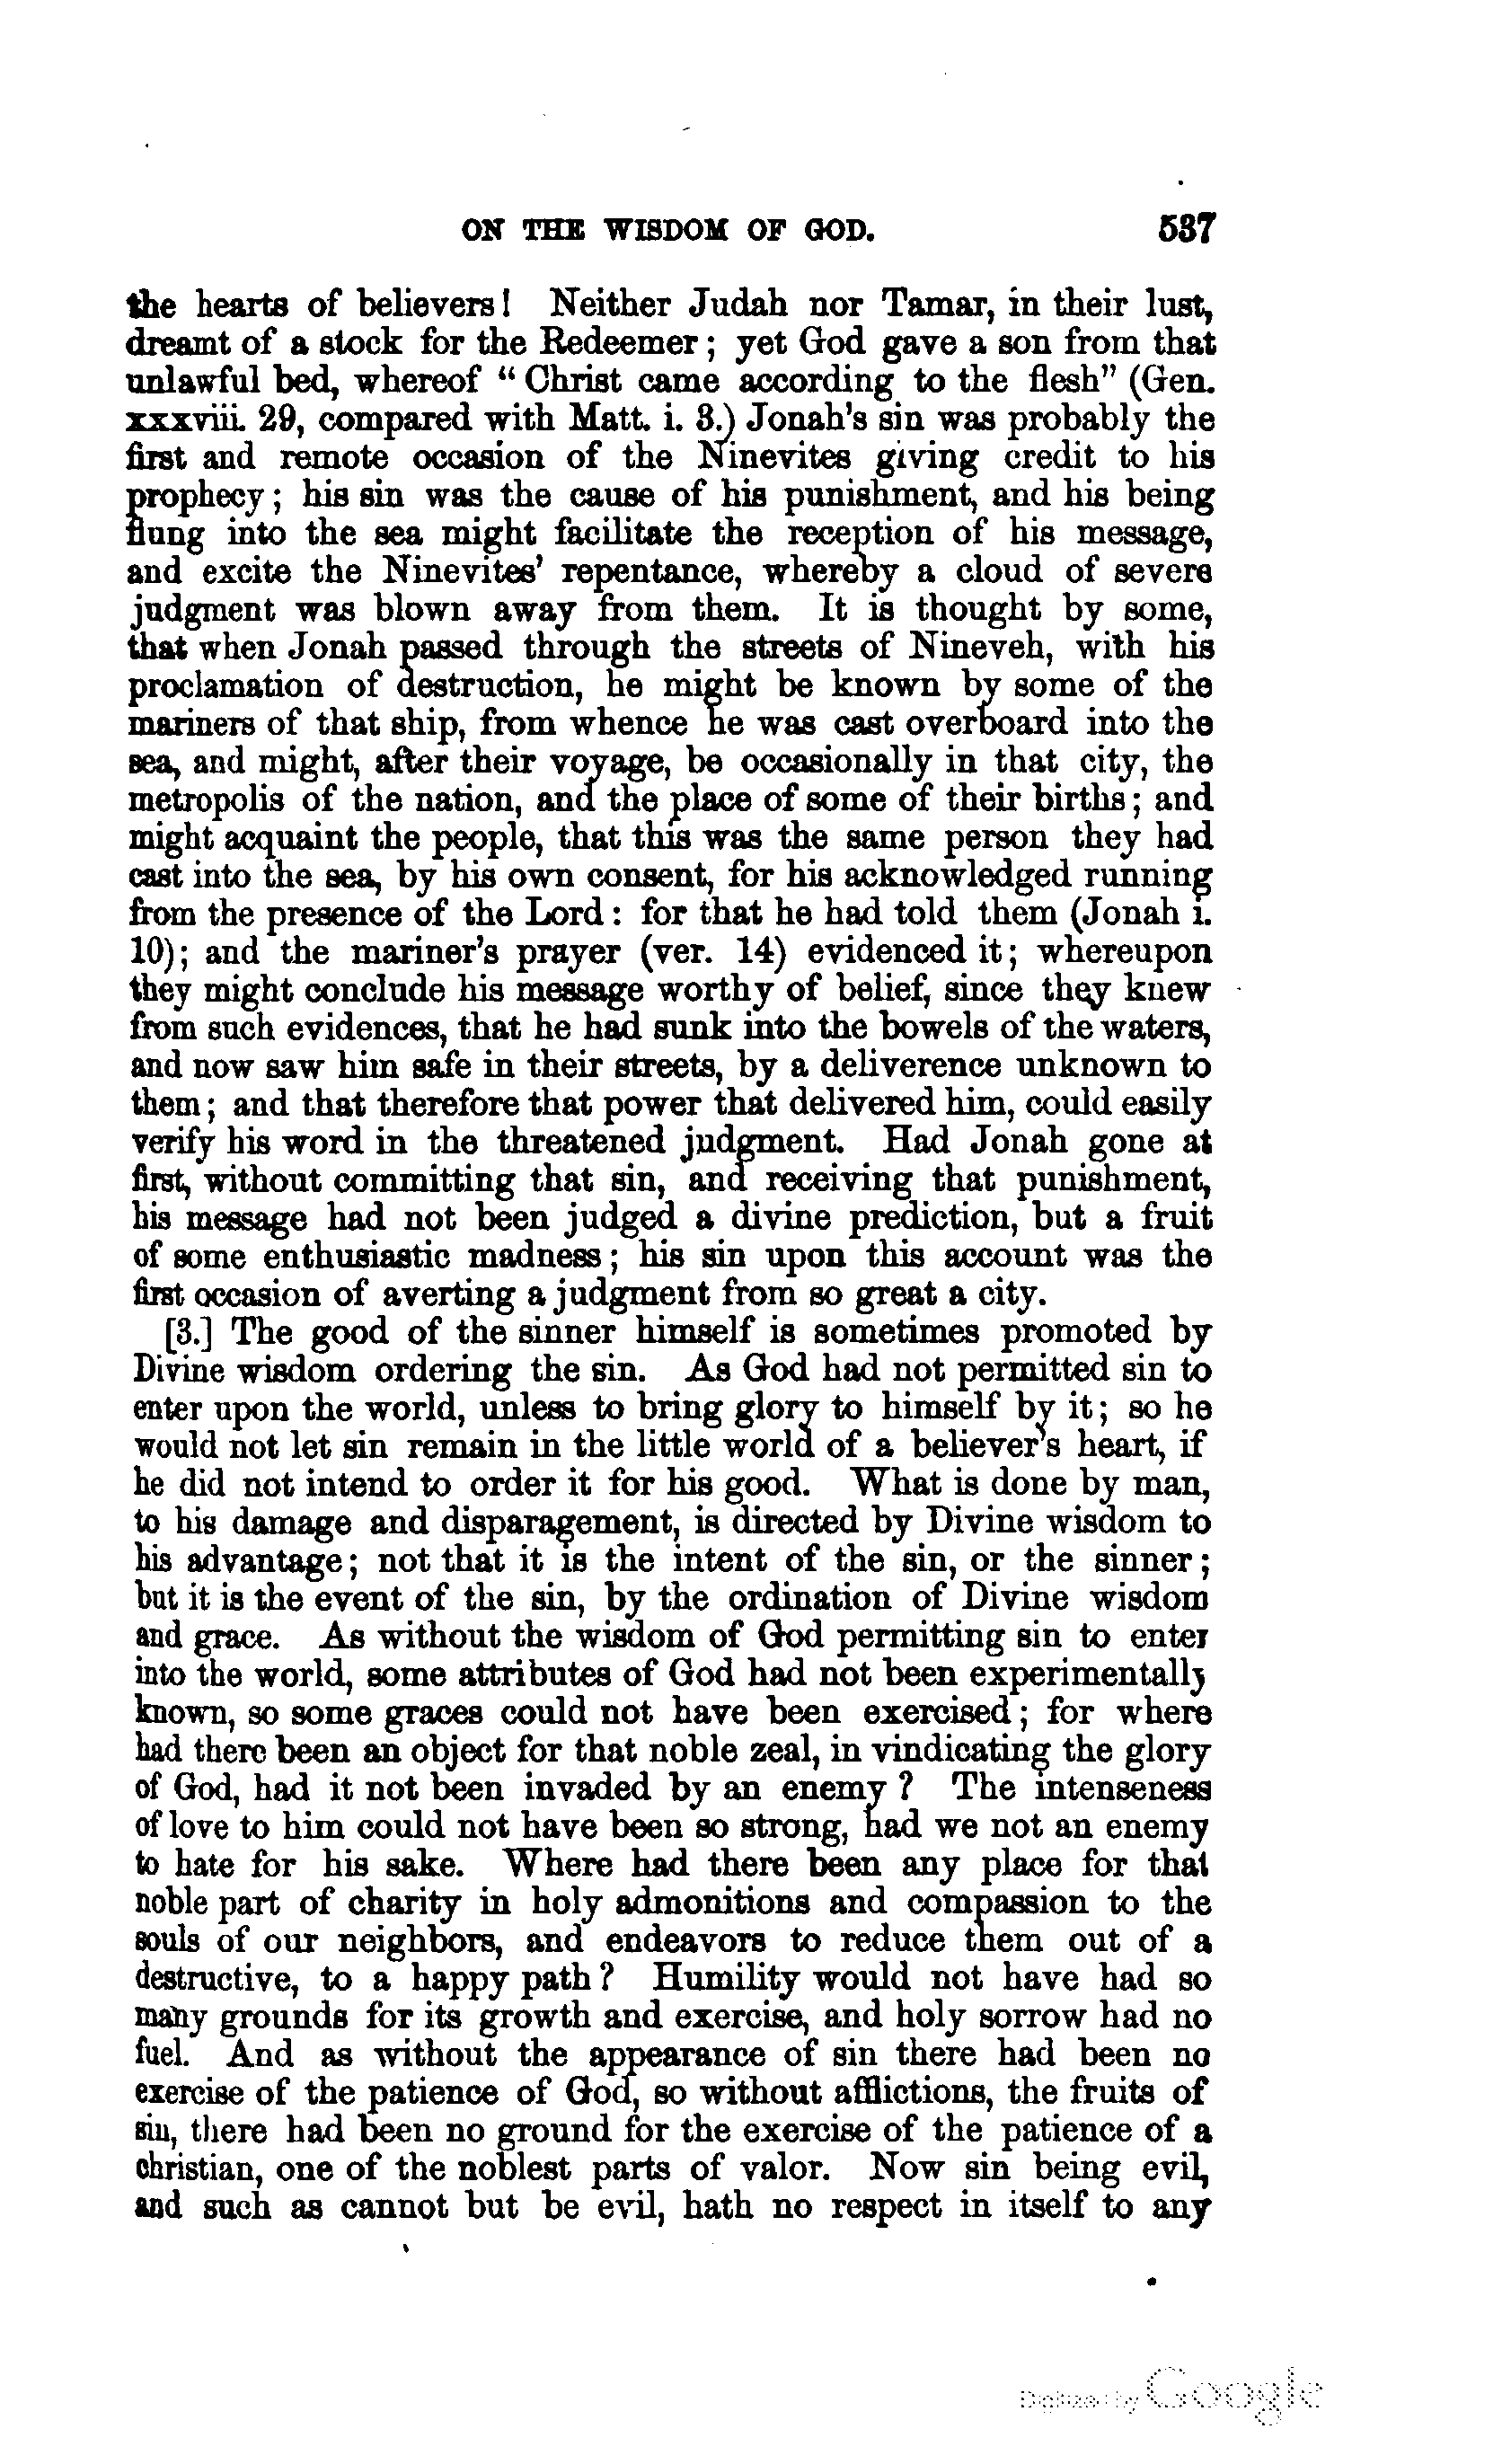 ON THE WISDOM OF GOD. 537
the hearts of believers! Neither Judah nor Tamar, in their lust,
dreamt of a stock for the Redeemer; yet God gave a son from that
unlawful bed, whereof “Christ came according to the flesh” (Gen.
xxxviii. 29, compared with Matt. i. 3.) Jonah's sin was probably the
first and remote occasion of the Ninevites giving credit to his
prophecy; his sin was the cause of his punishment, and his being
flung into the sea might facilitate the reception of his message,
and excite the Ninevites' repentance, whereby a cloud of severe
judgment was blown away from them. It is thought by some,
that when Jonah passed through the streets of Nineveh, with his
proclamation of destruction, he might be known by some of the
mariners of that ship, from whence he was cast overboard into the
sea, and might, after their voyage, be occasionally in that city, the
metropolis of the nation, and the place of some of their births; and
might acquaint the people, that this was the same person they had
cast into the sea, by his own consent, for his acknowledged running
from the presence of the Lord: for that he had told them (Jonah i.
10); and the mariner's prayer (ver. 14) evidenced it; whereupon
they might conclude his message worthy of belief, since they knew
from such evidences, that he had sunk into the bowels of the waters,
and now saw him safe in their streets, by a deliverence unknown to
them; and that therefore that power that delivered him, could easily
verify his word in the threatened judgment. Had Jonah gone at
first, without committing that sin, and receiving that punishment,
his message had not been judged a divine prediction, but a fruit
of some enthusiastic madness; his sin upon this account was the
first occasion of averting a judgment from so great a city.
[3.] The good of the sinner himself is sometimes promoted by
Divine wisdom ordering the sin. As God had not permitted sin to
enter upon the world, unless to bring glory to himself by it; so he
would not let sin remain in the little world of a believer's heart, if
he did not intend to order it for his good. What is done by man,
to his damage and disparagement, is directed by Divine wisdom to
his advantage; not that it is the intent of the sin, or the sinner;
but it is the event of the sin, by the ordination of Divine wisdom
and grace. As without the wisdom of God permitting sin to enter
into the world, some attributes of God had not been experimentally
known, so some graces could not have been exercised; for where
had there been an object for that noble zeal, in vindicating the glory
of God, had it not been invaded by an enemy? The intenseness
of love to him could not have been so strong, had we not an enemy
to hate for his sake. Where had there been any place for that
noble part of charity in holy admonitions and compassion to the
souls of our neighbors, and endeavors to reduce them out of a
destructive, to a happy path? Humility would not have had so
many grounds for its growth and exercise, and holy sorrow had no
fuel. And as without the appearance of sin there had been no
exercise of the patience of God, so without afflictions, the fruits of
sin, there had been no ground for the exercise of the patience of a
christian, one of the noblest parts of valor. Now sin being evil,
and such as cannot but be evil, hath no respect in itself to any
Digitized by Google